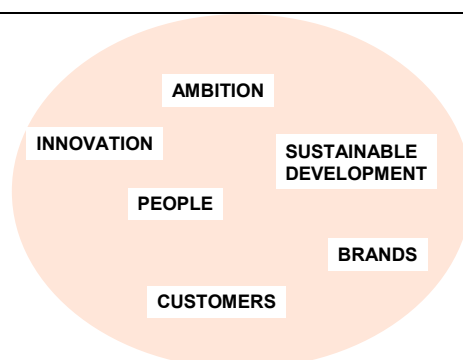 AMBITION
INNOVATION
SUSTAINABLE
DEVELOPMENT
PEOPLE
BRANDS
CUSTOMERS